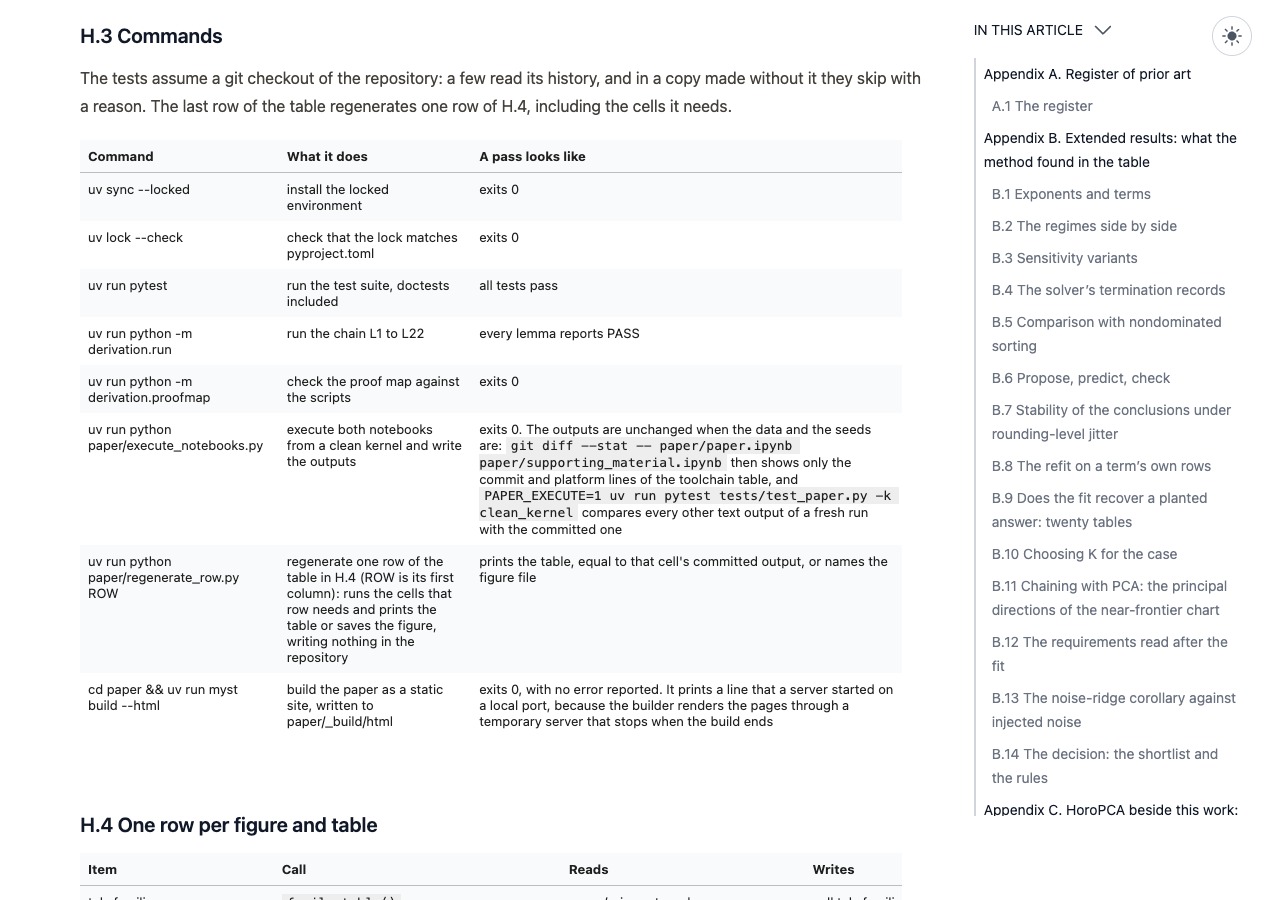 H.3 Commands
The tests assume a git checkout of the repository: a few read its history, and in a copy made without it they skip with
a reason. The last row of the table regenerates one row of H.4, including the cells it needs.
Command What it does A pass looks like
uv sync --locked install the locked exits 0
environment
uv lock --check check that the lock matches exits 0
pyproject.toml
uv run pytest run the test suite, doctests all tests pass
included
uv run python -m run the chain L1 to L22 every lemma reports PASS
derivation.run
uv run python -m check the proof map against exits 0
derivation.proofmap the scripts
uv run python execute both notebooks exits 0. The outputs are unchanged when the data and the seeds
paper/execute_notebooks.py from a clean kernel and write are: git diff --stat -- paper/paper.ipynb
the outputs paper/supporting_material.ipynb then shows only the
commit and platform lines of the toolchain table, and
PAPER_EXECUTE=1 uv run pytest tests/test_paper.py -k
clean_kernel compares every other text output of a fresh run
with the committed one
uv run python regenerate one row of the prints the table, equal to that cell's committed output, or names the
paper/regenerate_row.py table in H.4 (ROW is its first figure file
ROW column): runs the cells that
row needs and prints the
table or saves the figure,
writing nothing in the
repository
cd paper && uv run myst build the paper as a static exits 0, with no error reported. It prints a line that a server started on
build --html site, written to a local port, because the builder renders the pages through a
paper/_build/html temporary server that stops when the build ends
H.4 One row per figure and table
Item Call Reads Writes
IN THIS ARTICLE
Appendix A. Register of prior art
A.1 The register
Appendix B. Extended results: what the
method found in the table
B.1 Exponents and terms
B.2 The regimes side by side
B.3 Sensitivity variants
B.4 The solver’s termination records
B.5 Comparison with nondominated
sorting
B.6 Propose, predict, check
B.7 Stability of the conclusions under
rounding-level jitter
B.8 The refit on a term’s own rows
B.9 Does the fit recover a planted
answer: twenty tables
B.10 Choosing K for the case
B.11 Chaining with PCA: the principal
directions of the near-frontier chart
B.12 The requirements read after the
fit
B.13 The noise-ridge corollary against
injected noise
B.14 The decision: the shortlist and
the rules
Appendix C. HoroPCA beside this work: